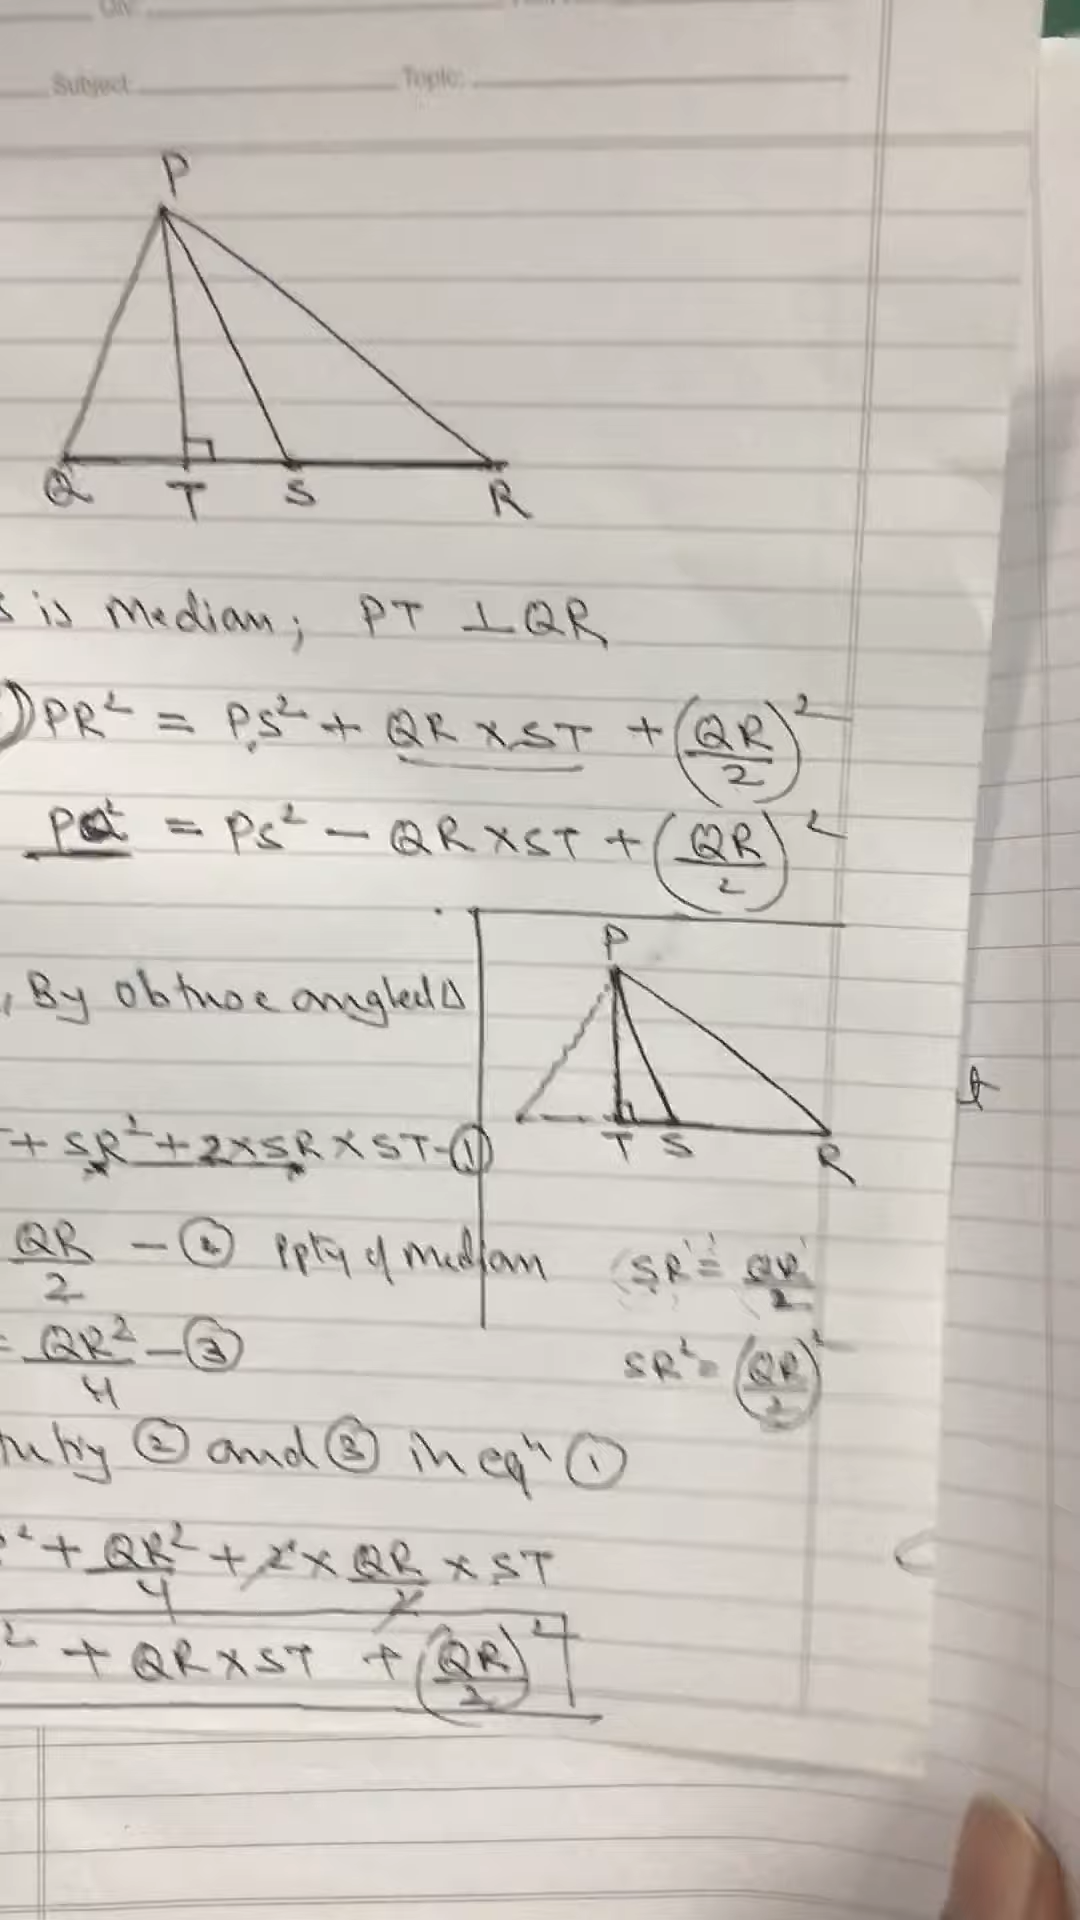 Subject: Topic:
P
Q T S R
s is Median; PT ⊥ QR
) PR² = PS² + QR × ST + (QR/2)²
PQ² = PS² − QR × ST + (QR/2)²
P
, By obtuse angled Δ
T S R
+ SR² + 2 × SR × ST - ①
QR/2 - ② ppty of median SR = QR/2
= QR²/4 - ③ SR² = (QR/2)²
② and ③ in eqⁿ ①
² + QR²/4 + 2 × QR/2 × ST
² + QR × ST + (QR/2)²